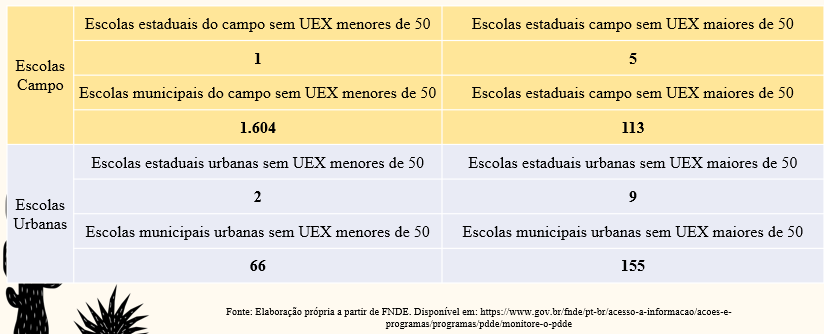 Escolas estaduais do campo sem UEX menores de 50
Escolas estaduais campo sem UEX maiores de 50
1
5
Escolas
Campo
Escolas municipais do campo sem UEX menores de 50
Escolas estaduais campo sem UEX maiores de 50
1.604
113
Escolas estaduais urbanas sem UEX menores de 50
Escolas estaduais urbanas sem UEX maiores de 50
2
9
Escolas
Urbanas
Escolas municipais urbanas sem UEX menores de 50
Escolas municipais urbanas sem UEX maiores de 50
66
155
Fonte: Elaboração própria a partir de FNDE. Disponível em: https://www.gov.br/fnde/pt-br/acesso-a-informacao/acoes-e-
programas/programas/pdde/monitore-o-pdde